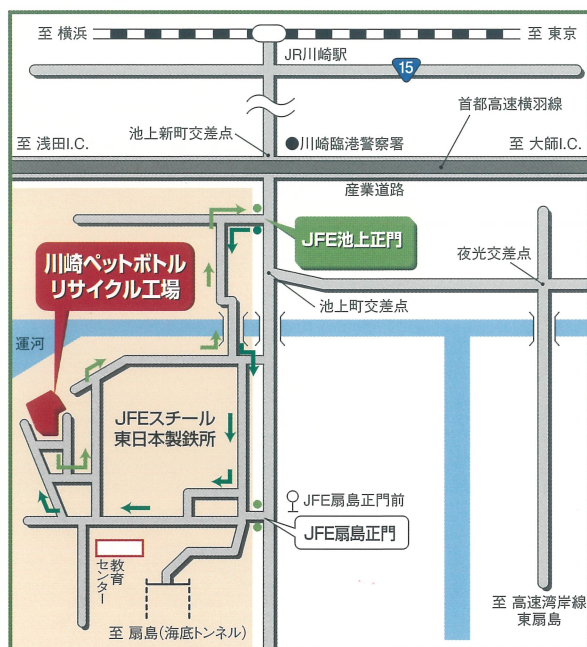 至 横浜
至 東京
JR川崎駅
15
首都高速横羽線
池上新町交差点
川崎臨港警察署
至 浅田I.C.
至 大師I.C.
産業道路
JFE池上正門
川崎ペットボトル
リサイクル工場
夜光交差点
池上町交差点
運河
JFEスチール
東日本製鉄所
JFE扇島正門前
JFE扇島正門
教育
センター
至 高速湾岸線
東扇島
至 扇島(海底トンネル)